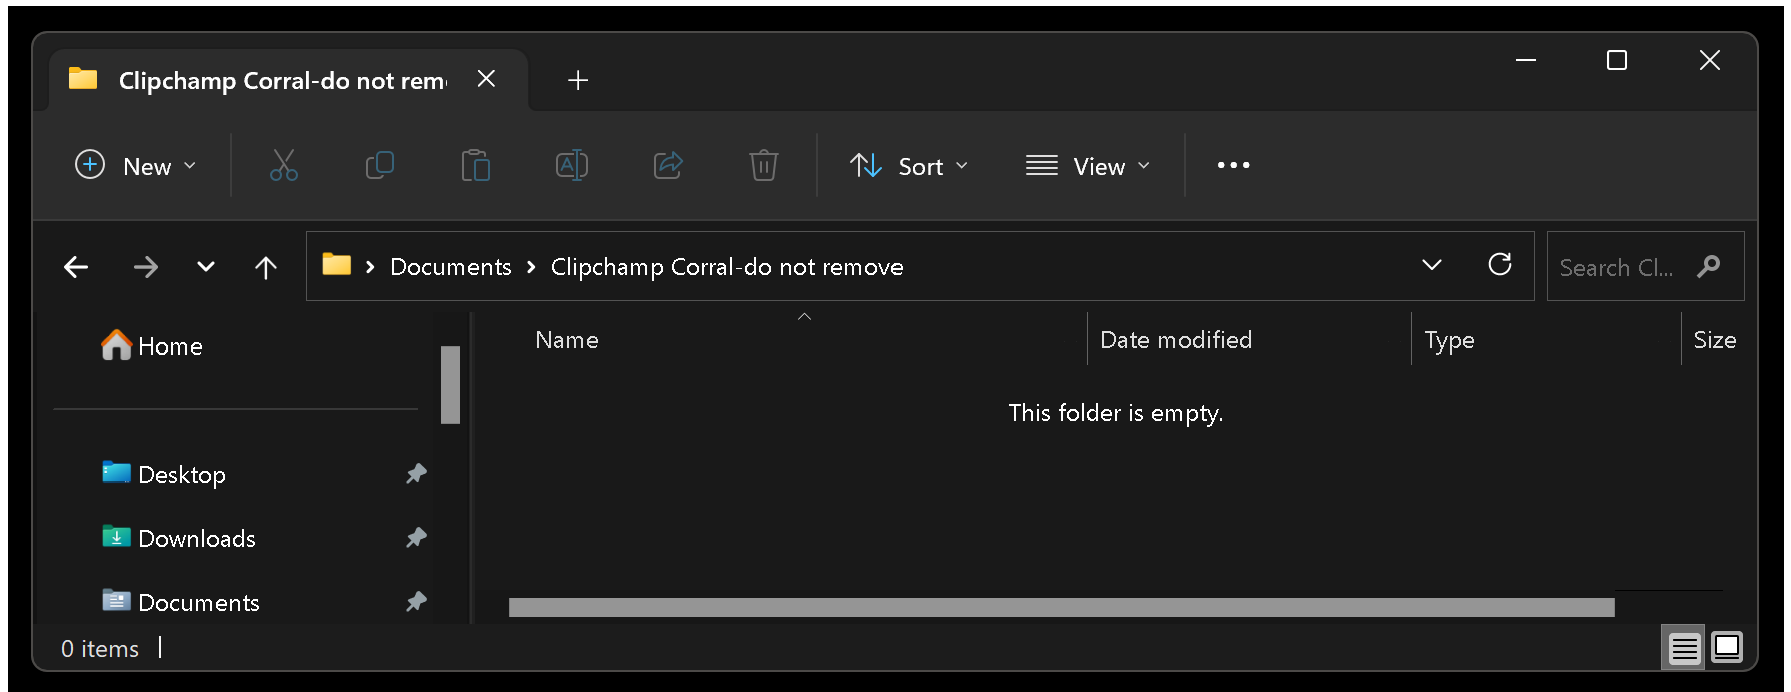 Clipchamp Corral-do not rem
New
Sort
View
Documents
Clipchamp Corral-do not remove
Search Cl...
Home
Desktop
Downloads
Documents
Name
Date modified
Type
Size
This folder is empty.
0 items